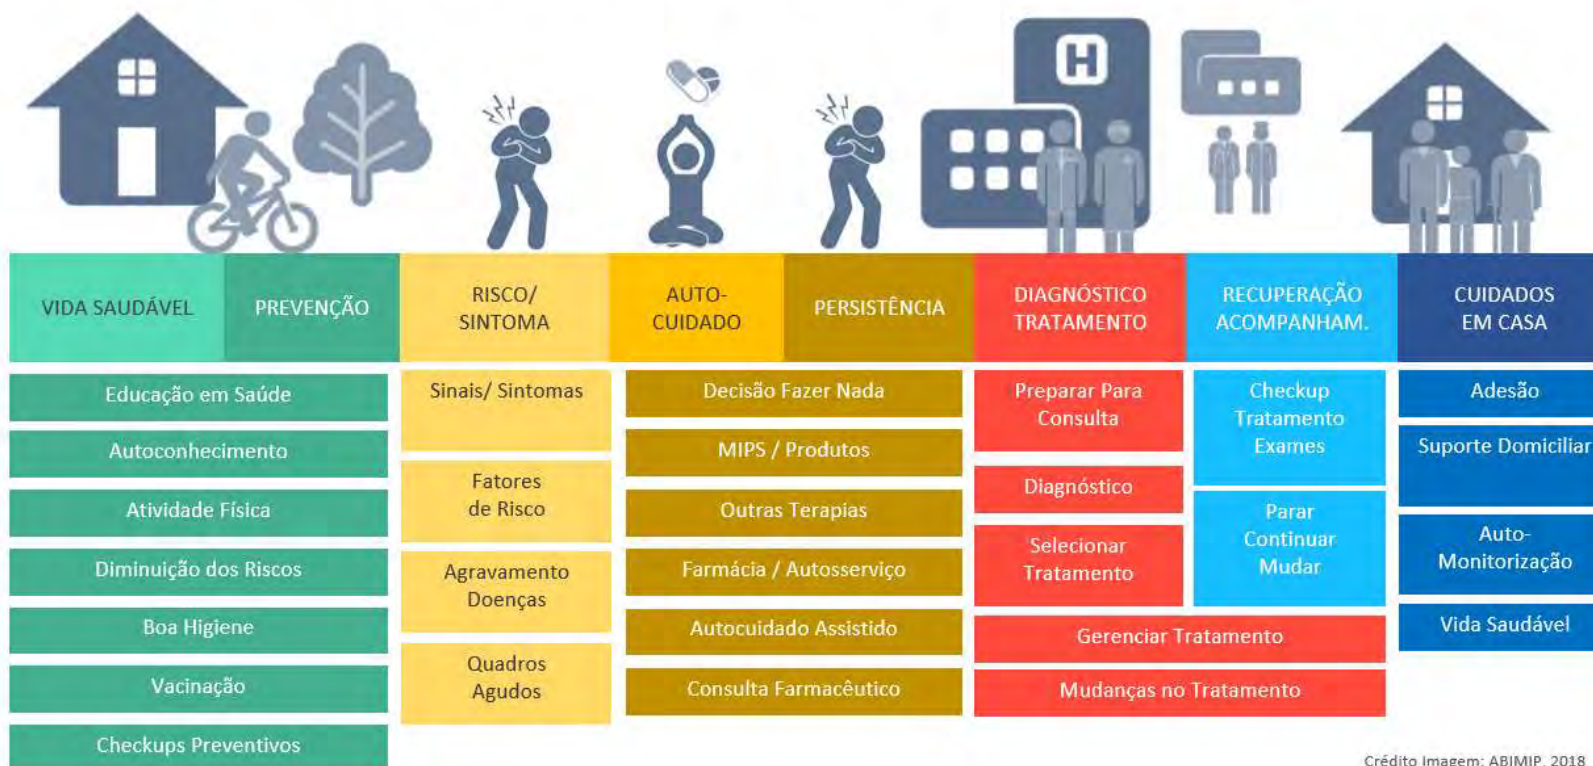 H
VIDA SAUDÁVEL
PREVENÇÃO
RISCO/
SINTOMA
AUTO-
CUIDADO
PERSISTÊNCIA
DIAGNÓSTICO
TRATAMENTO
RECUPERAÇÃO
ACOMPANHAM.
CUIDADOS
EM CASA
Educação em Saúde
Autoconhecimento
Atividade Física
Diminuição dos Riscos
Boa Higiene
Vacinação
Checkups Preventivos
Sinais/ Sintomas
Fatores
de Risco
Agravamento
Doenças
Quadros
Agudos
Decisão Fazer Nada
MIPS / Produtos
Outras Terapias
Farmácia / Autosserviço
Autocuidado Assistido
Consulta Farmacêutico
Preparar Para
Consulta
Diagnóstico
Selecionar
Tratamento
Checkup
Tratamento
Exames
Parar
Continuar
Mudar
Gerenciar Tratamento
Mudanças no Tratamento
Adesão
Suporte Domiciliar
Auto-
Monitorização
Vida Saudável
Crédito Imagem: ABIMIP, 2018